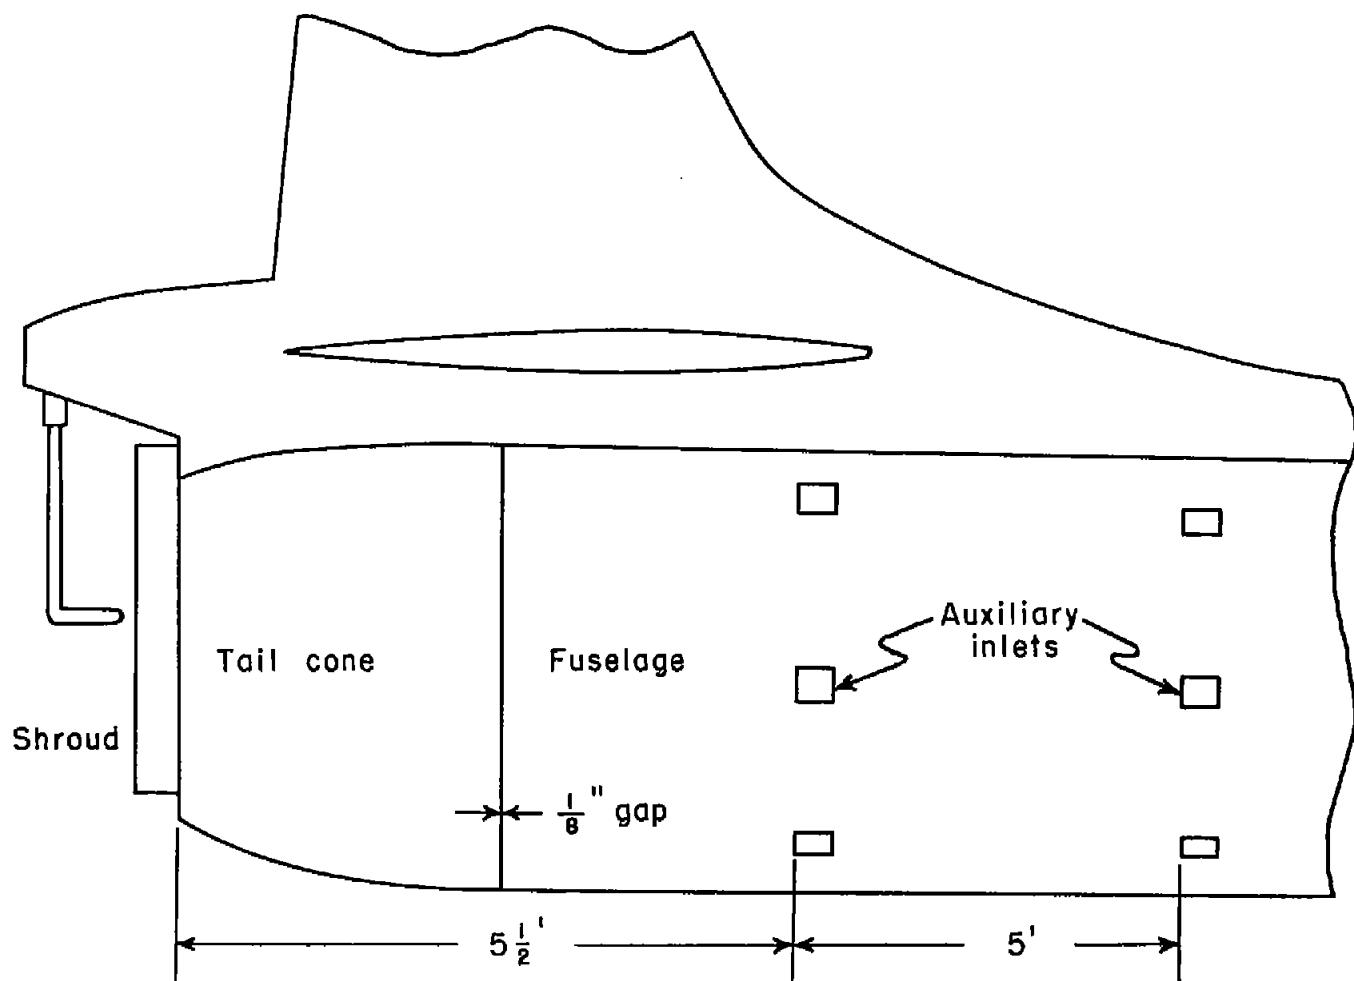 Auxiliary
inlets
Tail cone
Fuselage
Shroud
1/8" gap
5 1/2'
5'